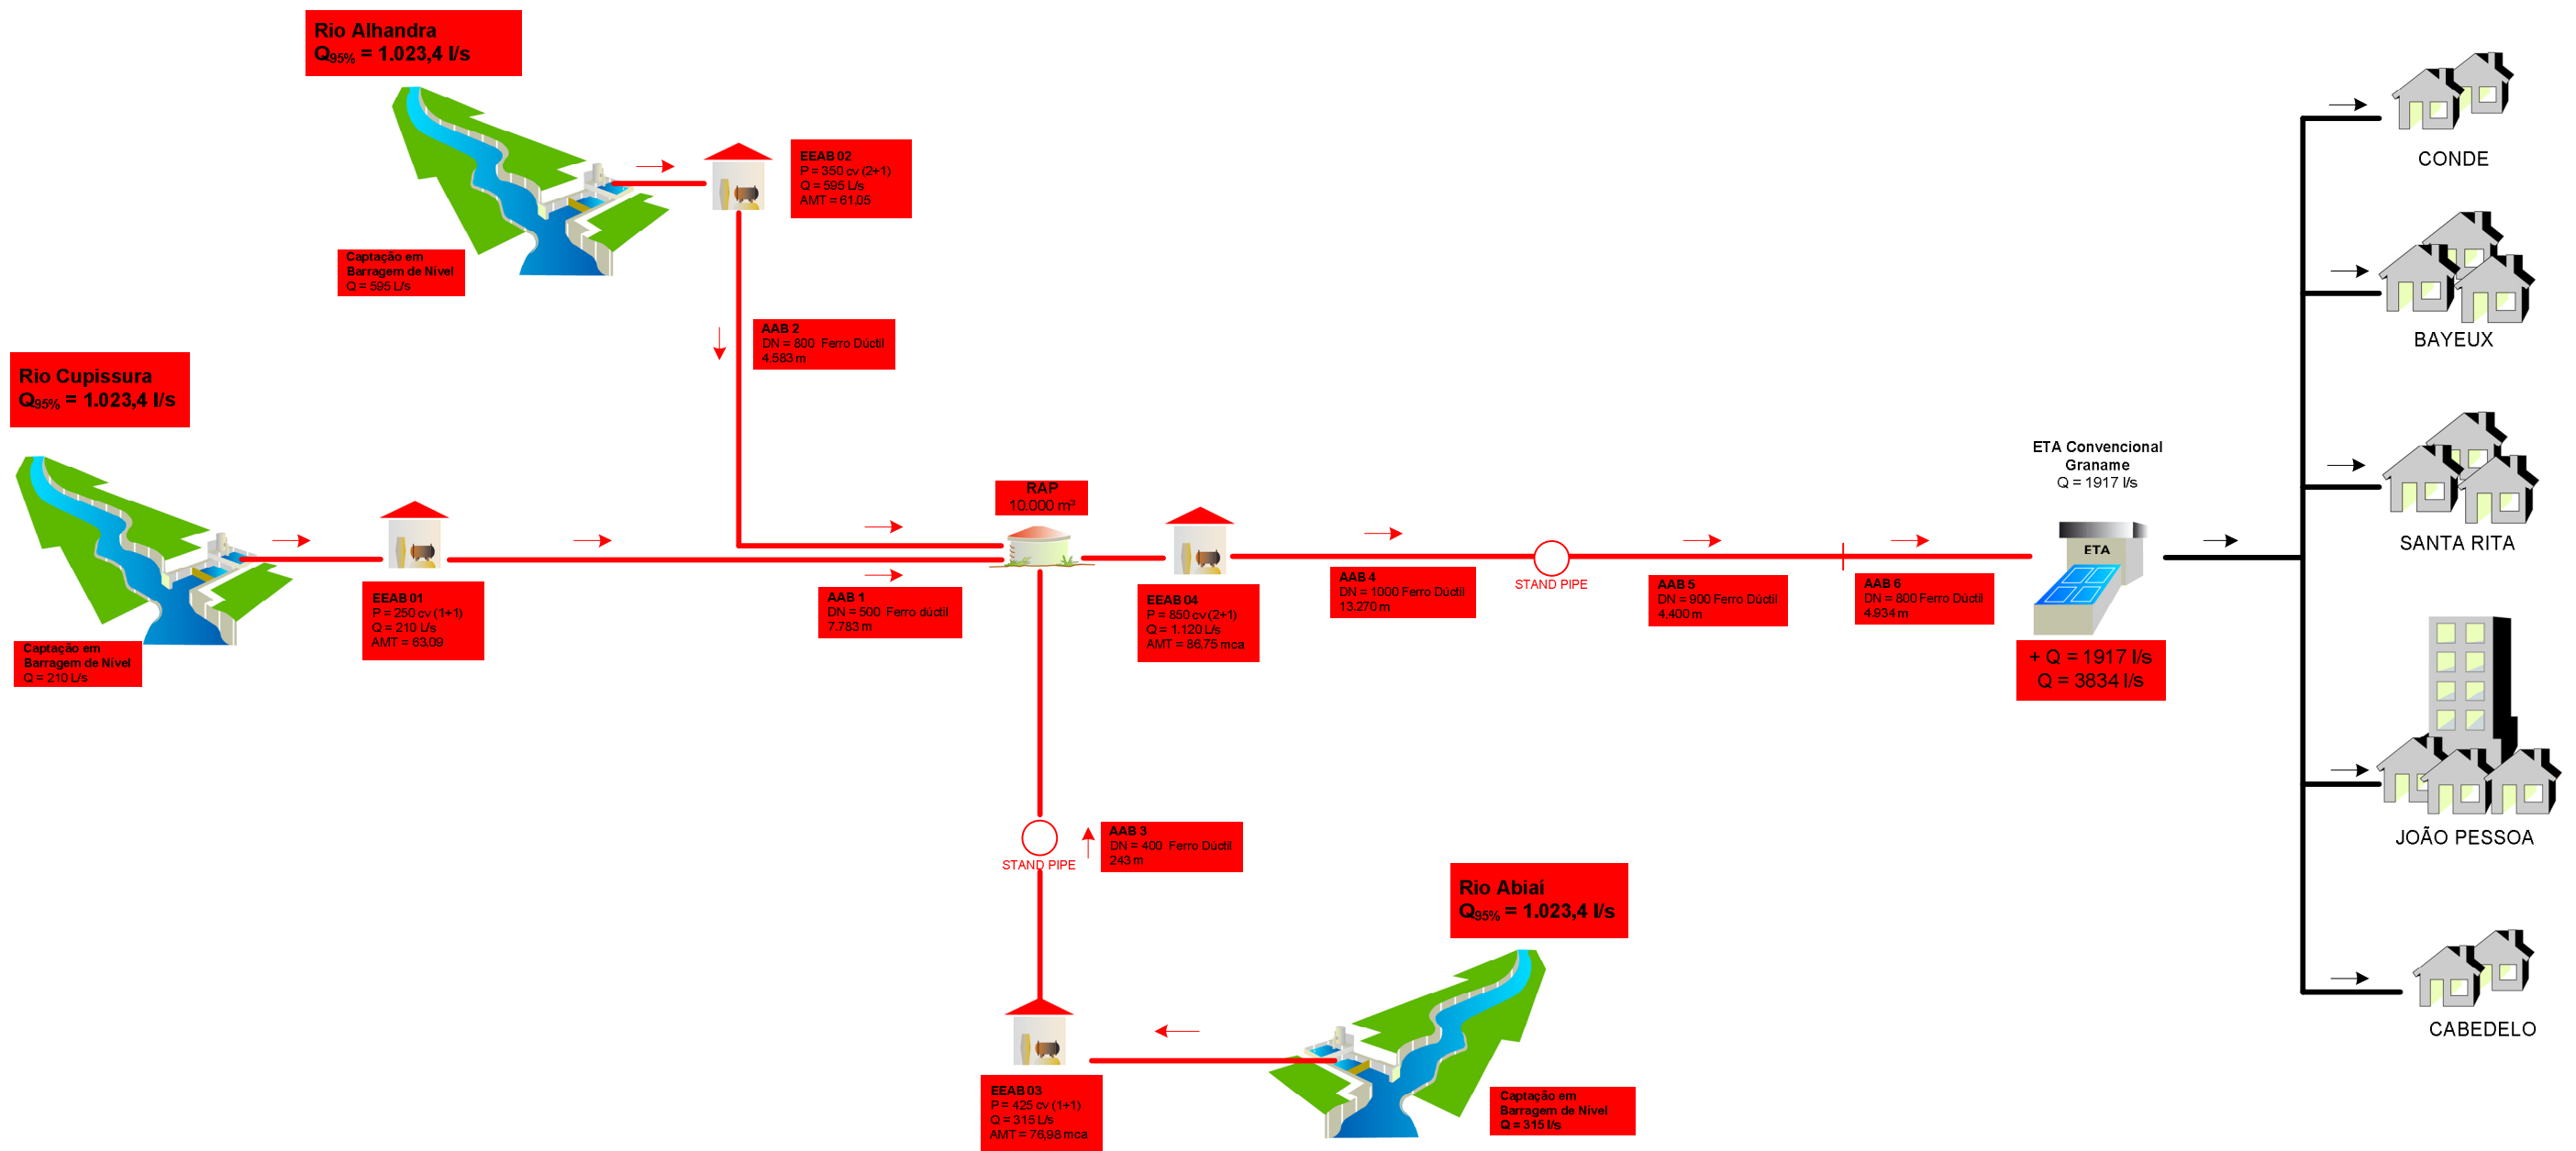 Rio Alhandra
Q95% = 1.023,4 l/s
EEAB 02
P = 350 cv (2+1)
Q = 595 L/s
AMT = 61,05
Captação em
Barragem de Nível
Q = 595 L/s
AAB 2
DN = 800 Ferro Dúctil
4,583 m
Rio Cupissura
Q95% = 1.023,4 l/s
Captação em
Barragem de Nível
Q = 210 L/s
EEAB 01
P = 250 cv (1+1)
Q = 210 L/s
AMT = 63,09
AAB 1
DN = 500 Ferro dúctil
7.783 m
RAP
10.000 m³
EEAB 04
P = 850 cv (2+1)
Q = 1.120 L/s
AMT = 86,75 mca
AAB 4
DN = 1000 Ferro Dúctil
13.270 m
STAND PIPE
AAB 5
DN = 900 Ferro Dúctil
4,400 m
AAB 6
DN = 800 Ferro Dúctil
4.934 m
ETA Convencional
Graname
Q = 1917 l/s
ETA
+ Q = 1917 l/s
Q = 3834 l/s
STAND PIPE
AAB 3
DN = 400 Ferro Dúctil
243 m
EEAB 03
P = 425 cv (1+1)
Q = 315 L/s
AMT = 76,98 mca
Rio Abiaí
Q95% = 1.023,4 l/s
Captação em
Barragem de Nível
Q = 315 l/s
CONDE
BAYEUX
SANTA RITA
JOÃO PESSOA
CABEDELO